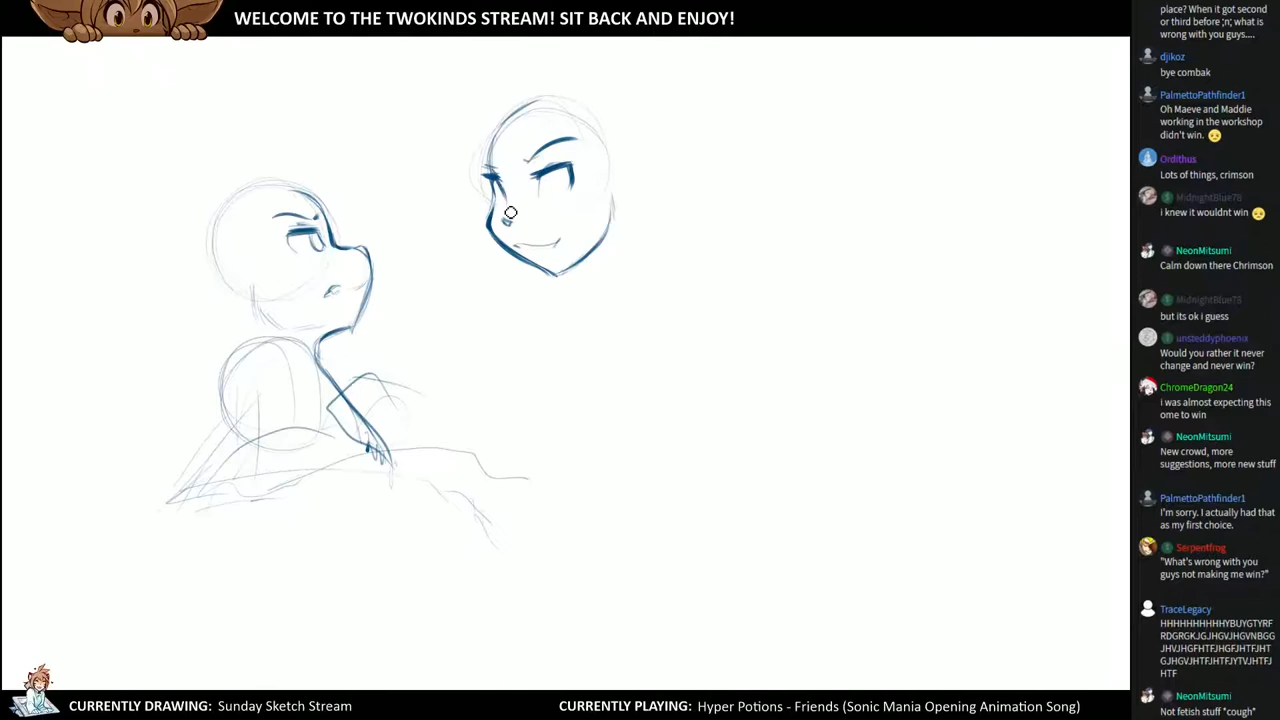 WELCOME TO THE TWOKINDS STREAM! SIT BACK AND ENJOY!
place? When it got second
or third before ;n; what is
wrong with you guys....
djikoz
bye combak
PalmettoPathfinder1
Oh Maeve and Maddie
working in the workshop
didn't win. 😔
Ordithus
Lots of things, crimson
MidnightBlue78
i knew it wouldnt win 😔
NeonMitsumi
Calm down there Chrimson
MidnightBlue78
but its ok i guess
unsteddyphoenix
Would you rather it never
change and never win?
ChromeDragon24
i was almost expecting this
ome to win
NeonMitsumi
New crowd, more
suggestions, more new stuff
PalmettoPathfinder1
I'm sorry. I actually had that
as my first choice.
Serpentfrog
"What's wrong with you
guys not making me win?"
TraceLegacy
HHHHHHHHHHYBUYGTYRF
RDGRGKJGJHGVJHGVNBGG
JHVJHGFHTFJHGFJHTFJHT
GJHGVJHTFJHTFJYTVJHTFJ
HTF
NeonMitsumi
Not fetish stuff *cough*
CURRENTLY DRAWING: Sunday Sketch Stream
CURRENTLY PLAYING: Hyper Potions - Friends (Sonic Mania Opening Animation Song)